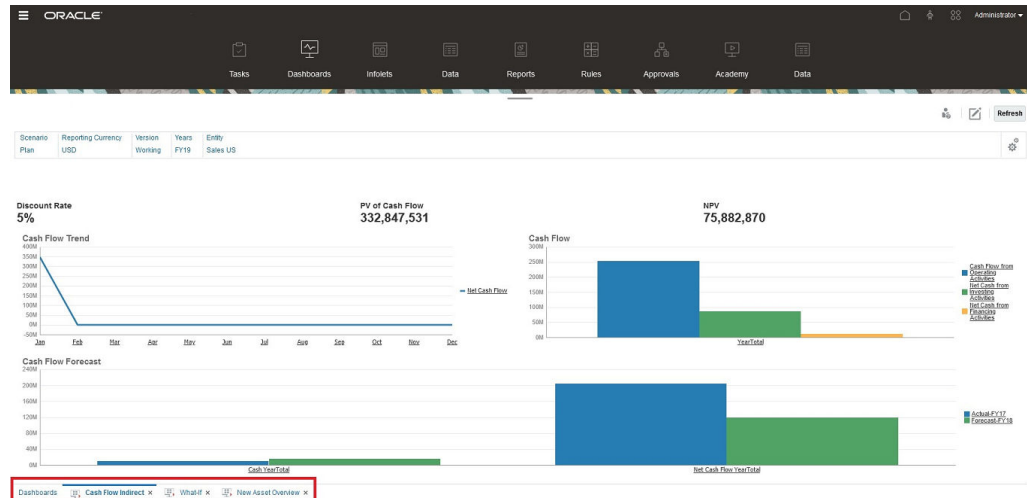 ORACLE
Administrator
Tasks Dashboards Infolets Data Reports Rules Approvals Academy Data
Refresh
Scenario Reporting Currency Version Years Entity
Plan USD Working FY19 Sales US
Discount Rate PV of Cash Flow NPV
5% 332,847,531 75,882,870
Cash Flow Trend
400M
350M
300M
250M
200M
150M
100M
50M
0M
-50M
Jan Feb Mar Apr May Jun Jul Aug Sep Oct Nov Dec
Net Cash Flow
Cash Flow
300M
250M
200M
150M
100M
50M
0M
YearTotal
Cash Flow from
Operating
Activities
Net Cash from
Investing
Activities
Net Cash from
Financing
Activities
Cash Flow Forecast
240M
200M
160M
120M
80M
40M
0M
Cash YearTotal Net Cash Flow YearTotal
Actual-FY17
Forecast-FY18
Dashboards Cash Flow Indirect × What-If × New Asset Overview ×